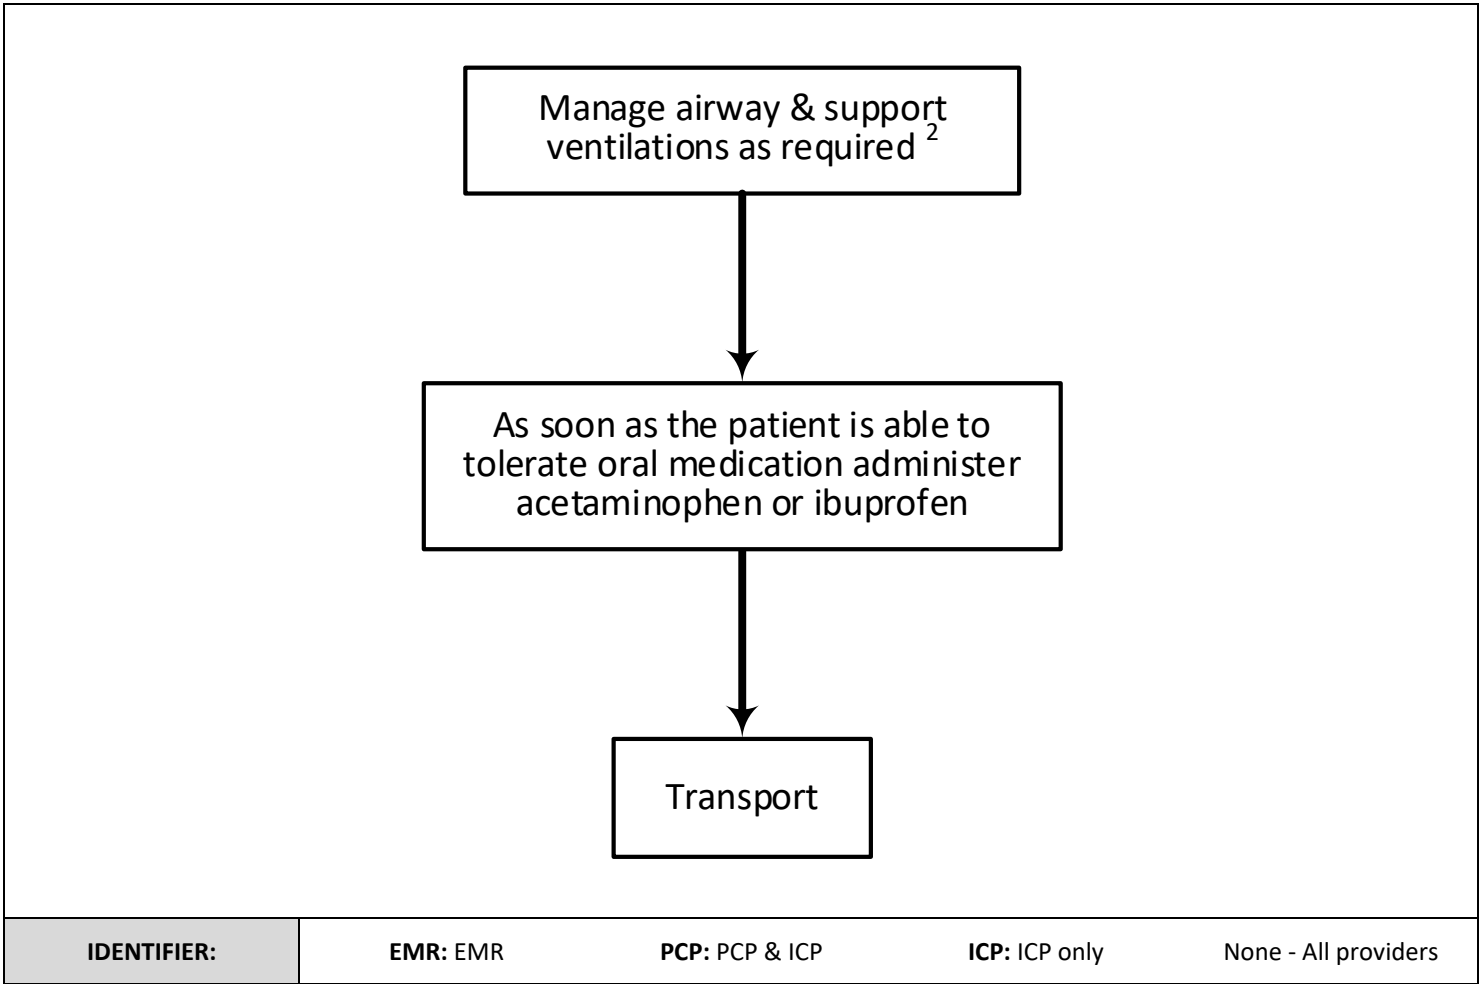 Manage airway & support
ventilations as required 2
As soon as the patient is able to
tolerate oral medication administer
acetaminophen or ibuprofen
Transport
IDENTIFIER: EMR: EMR PCP: PCP & ICP ICP: ICP only None - All providers